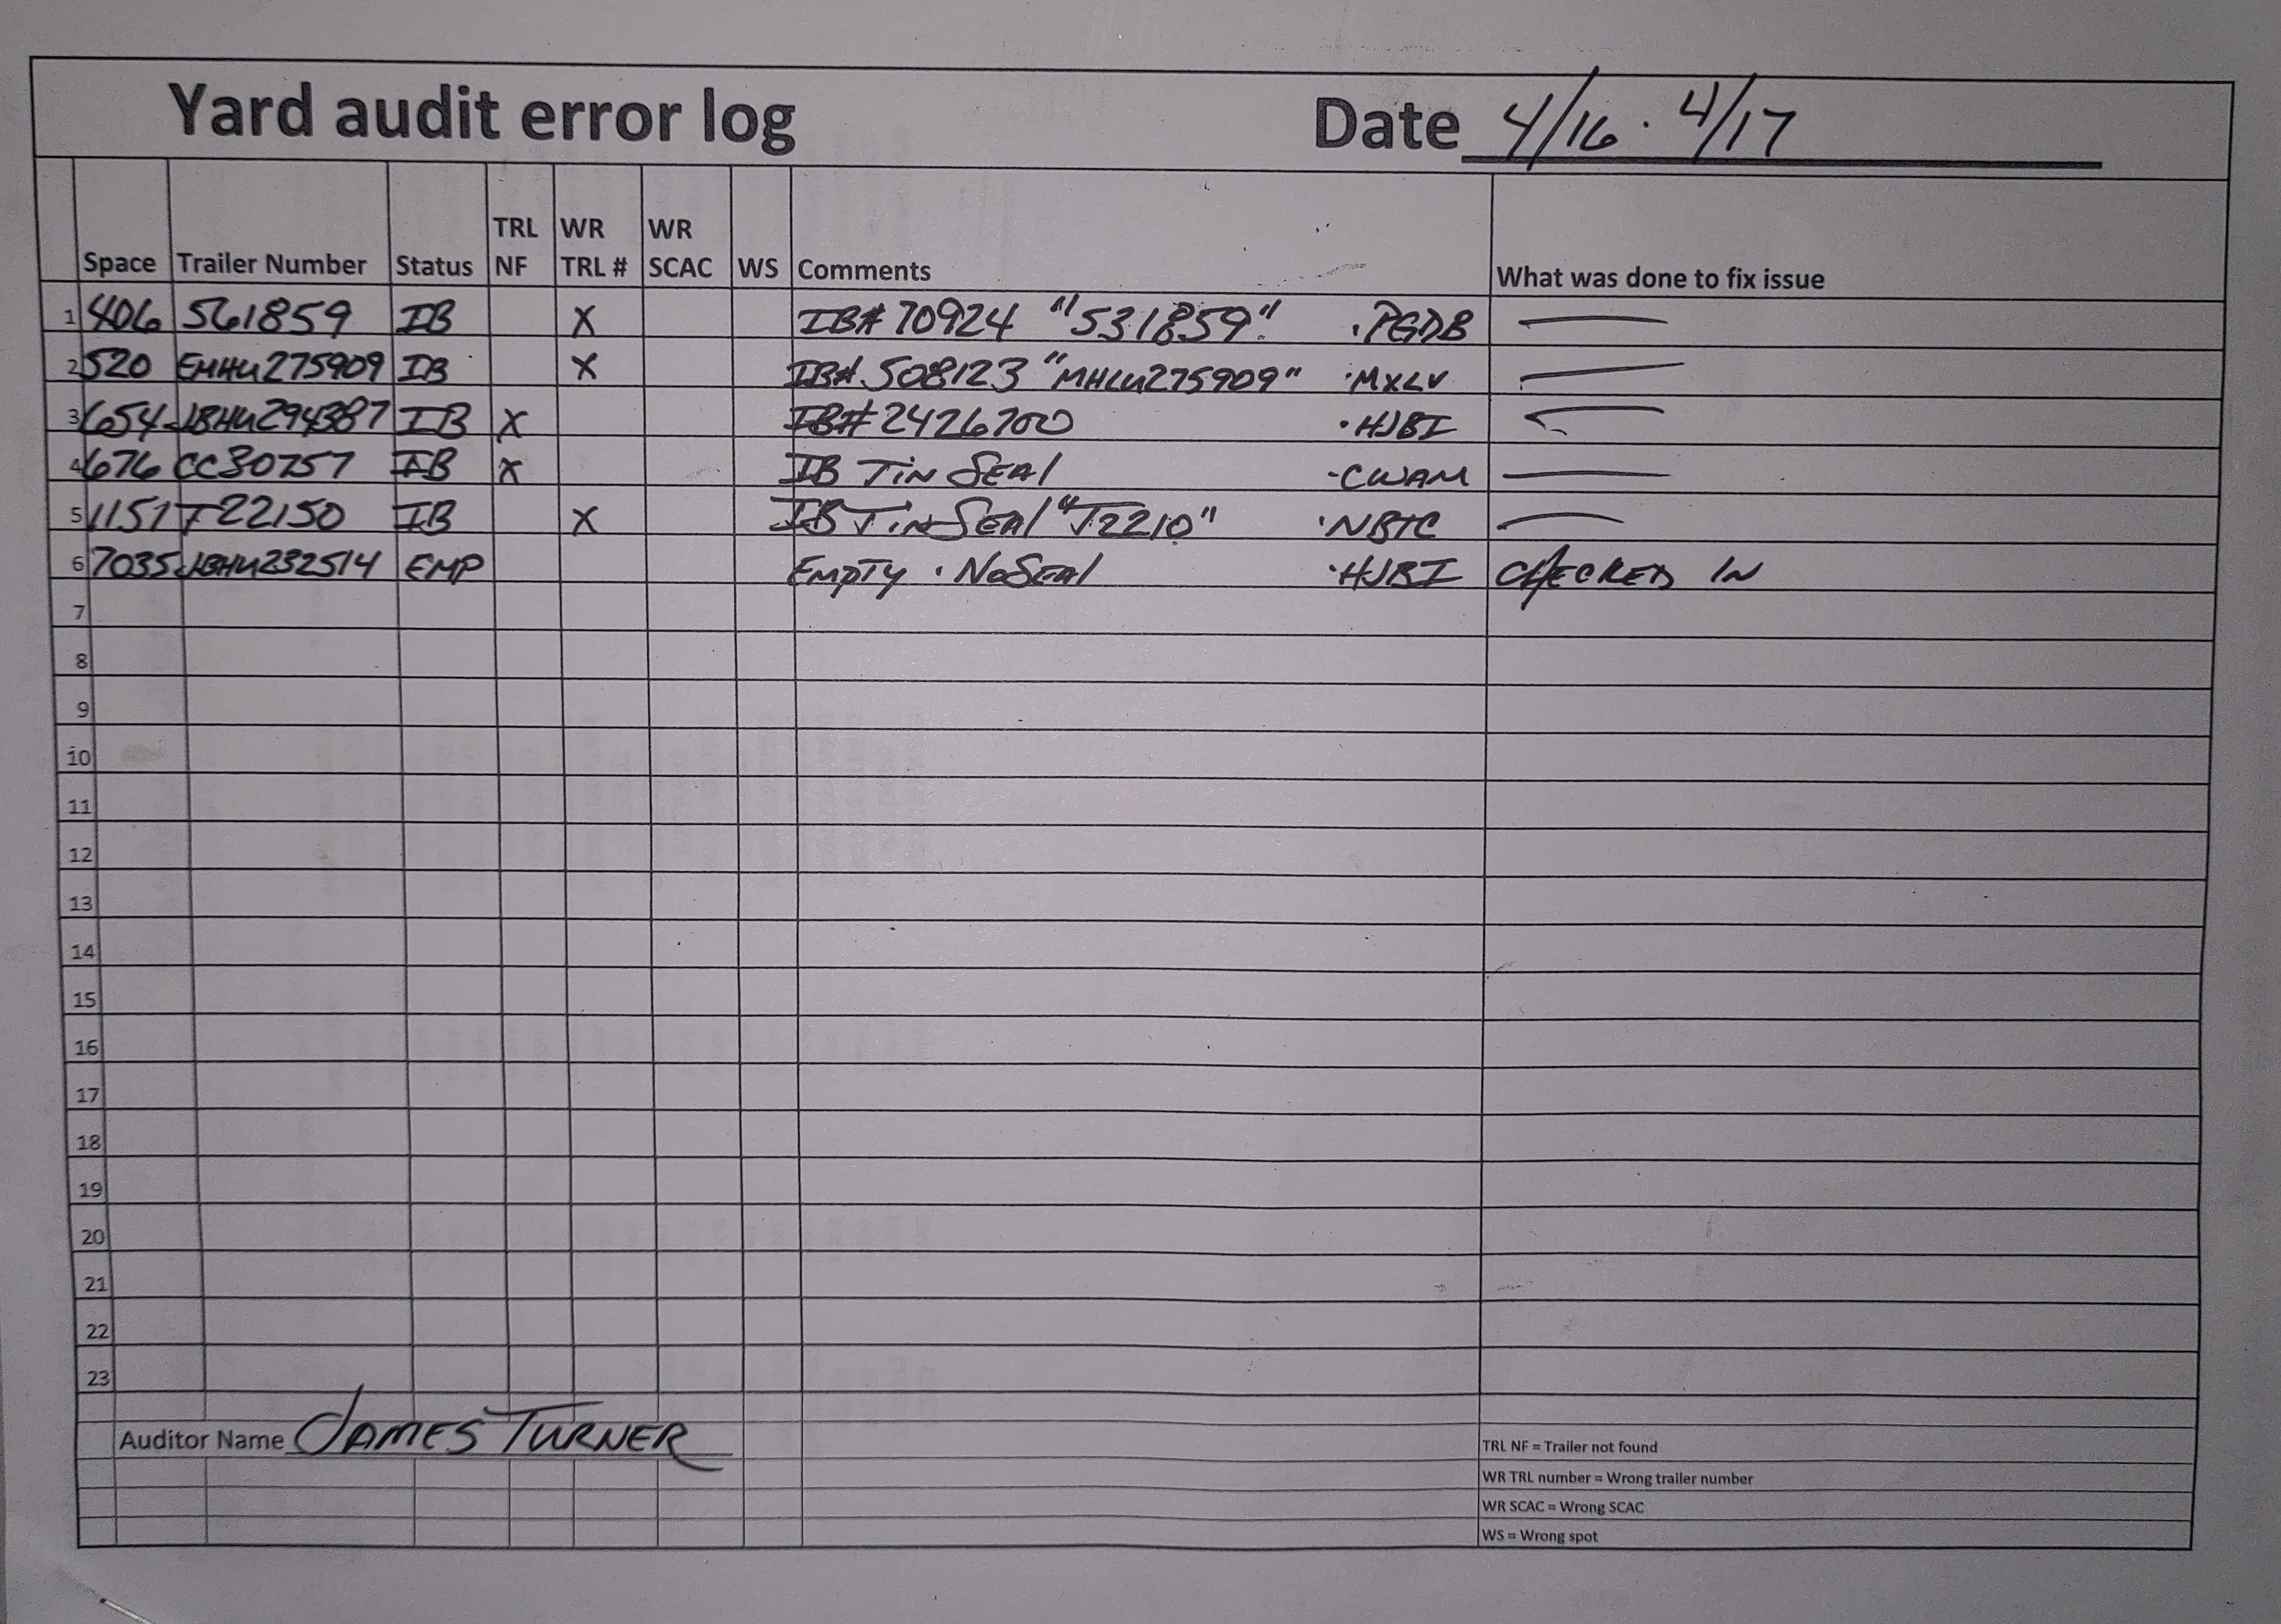 Yard audit error log Date 4/16 · 4/17
Space Trailer Number Status TRL NF WR TRL # WR SCAC WS Comments What was done to fix issue
1 406 561859 IB X IB# 70924 "531859" ·PGDB —
2 520 EMHU275909 IB X IB# 508123 "MHLU275909" ·MXLV —
3 654 JBHU294387 IB X IB# 2426700 ·HJBI —
4 676 CC30757 IB X IB TiN SEAl -CWAM —
5 1151 T22150 IB X IB TiN SEAl "T2210" ·NBTC —
6 7035 JBHU232514 EMP EMPTY · NoSEAl ·HJBI CHECKED IN
7
8
9
10
11
12
13
14
15
16
17
18
19
20
21
22
23
Auditor Name JAMES TURNER
TRL NF = Trailer not found
WR TRL number = Wrong trailer number
WR SCAC = Wrong SCAC
WS = Wrong spot